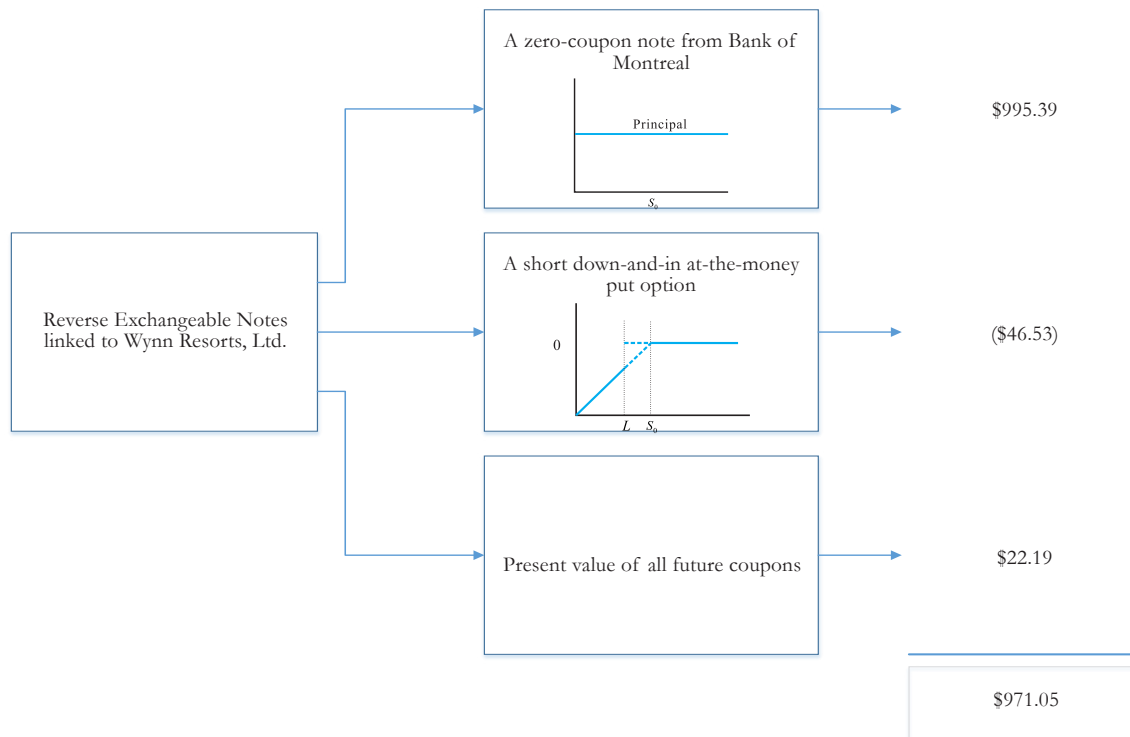 A zero-coupon note from Bank of
Montreal
Principal
S₀
$995.39
Reverse Exchangeable Notes
linked to Wynn Resorts, Ltd.
A short down-and-in at-the-money
put option
0
L S₀
($46.53)
Present value of all future coupons
$22.19
$971.05